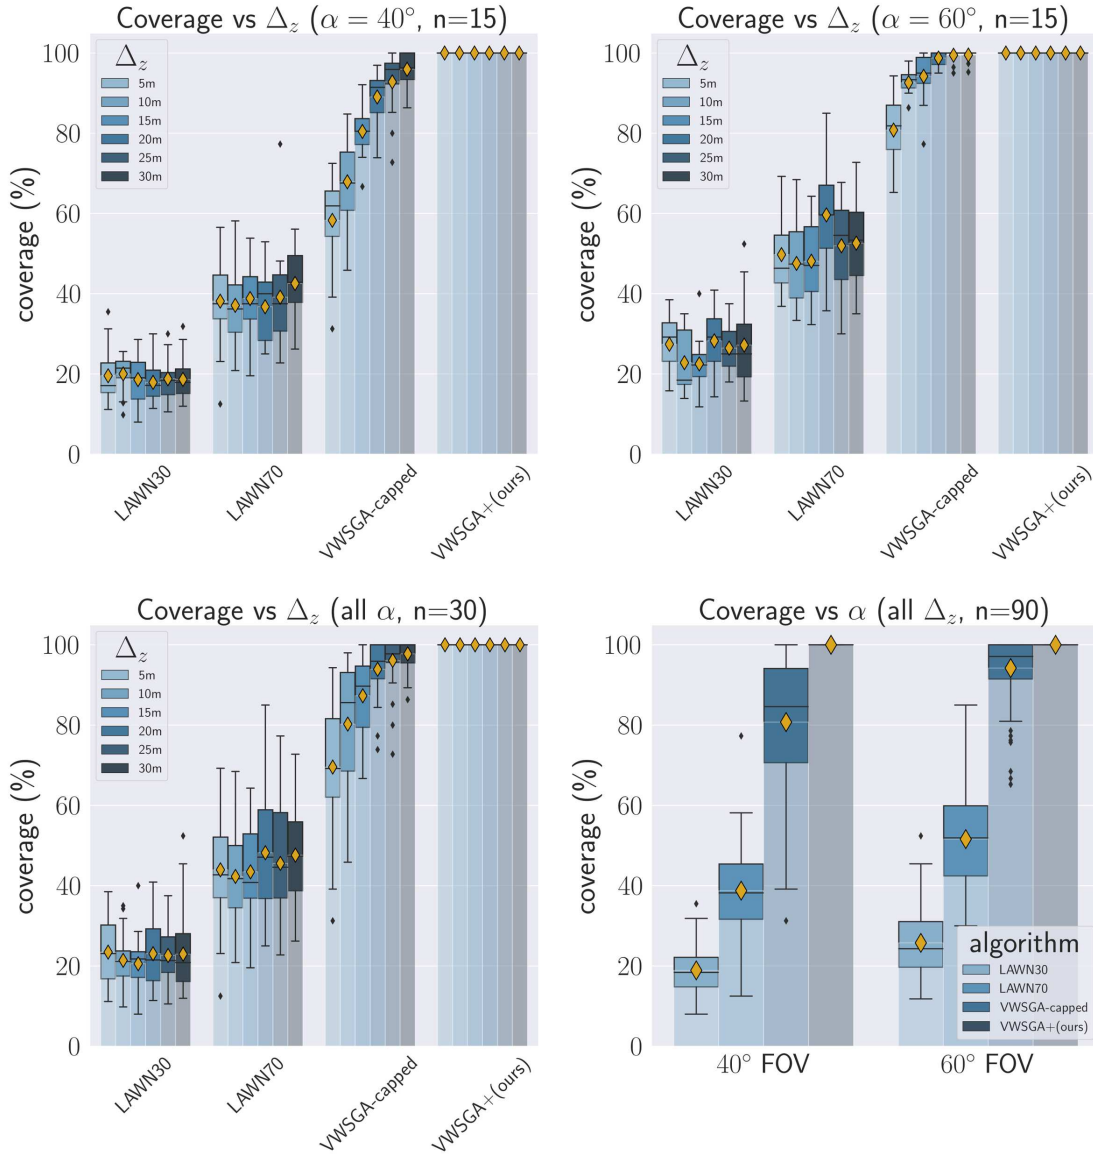 Coverage vs Δz (α = 40°, n=15)
coverage (%)
100
80
60
40
20
0
Δz
5m
10m
15m
20m
25m
30m
LAWN30
LAWN70
VWSGA-capped
VWSGA+(ours)
Coverage vs Δz (α = 60°, n=15)
coverage (%)
100
80
60
40
20
0
Δz
5m
10m
15m
20m
25m
30m
LAWN30
LAWN70
VWSGA-capped
VWSGA+(ours)
Coverage vs Δz (all α, n=30)
coverage (%)
100
80
60
40
20
0
Δz
5m
10m
15m
20m
25m
30m
LAWN30
LAWN70
VWSGA-capped
VWSGA+(ours)
Coverage vs α (all Δz, n=90)
coverage (%)
100
80
60
40
20
0
algorithm
LAWN30
LAWN70
VWSGA-capped
VWSGA+(ours)
40° FOV
60° FOV